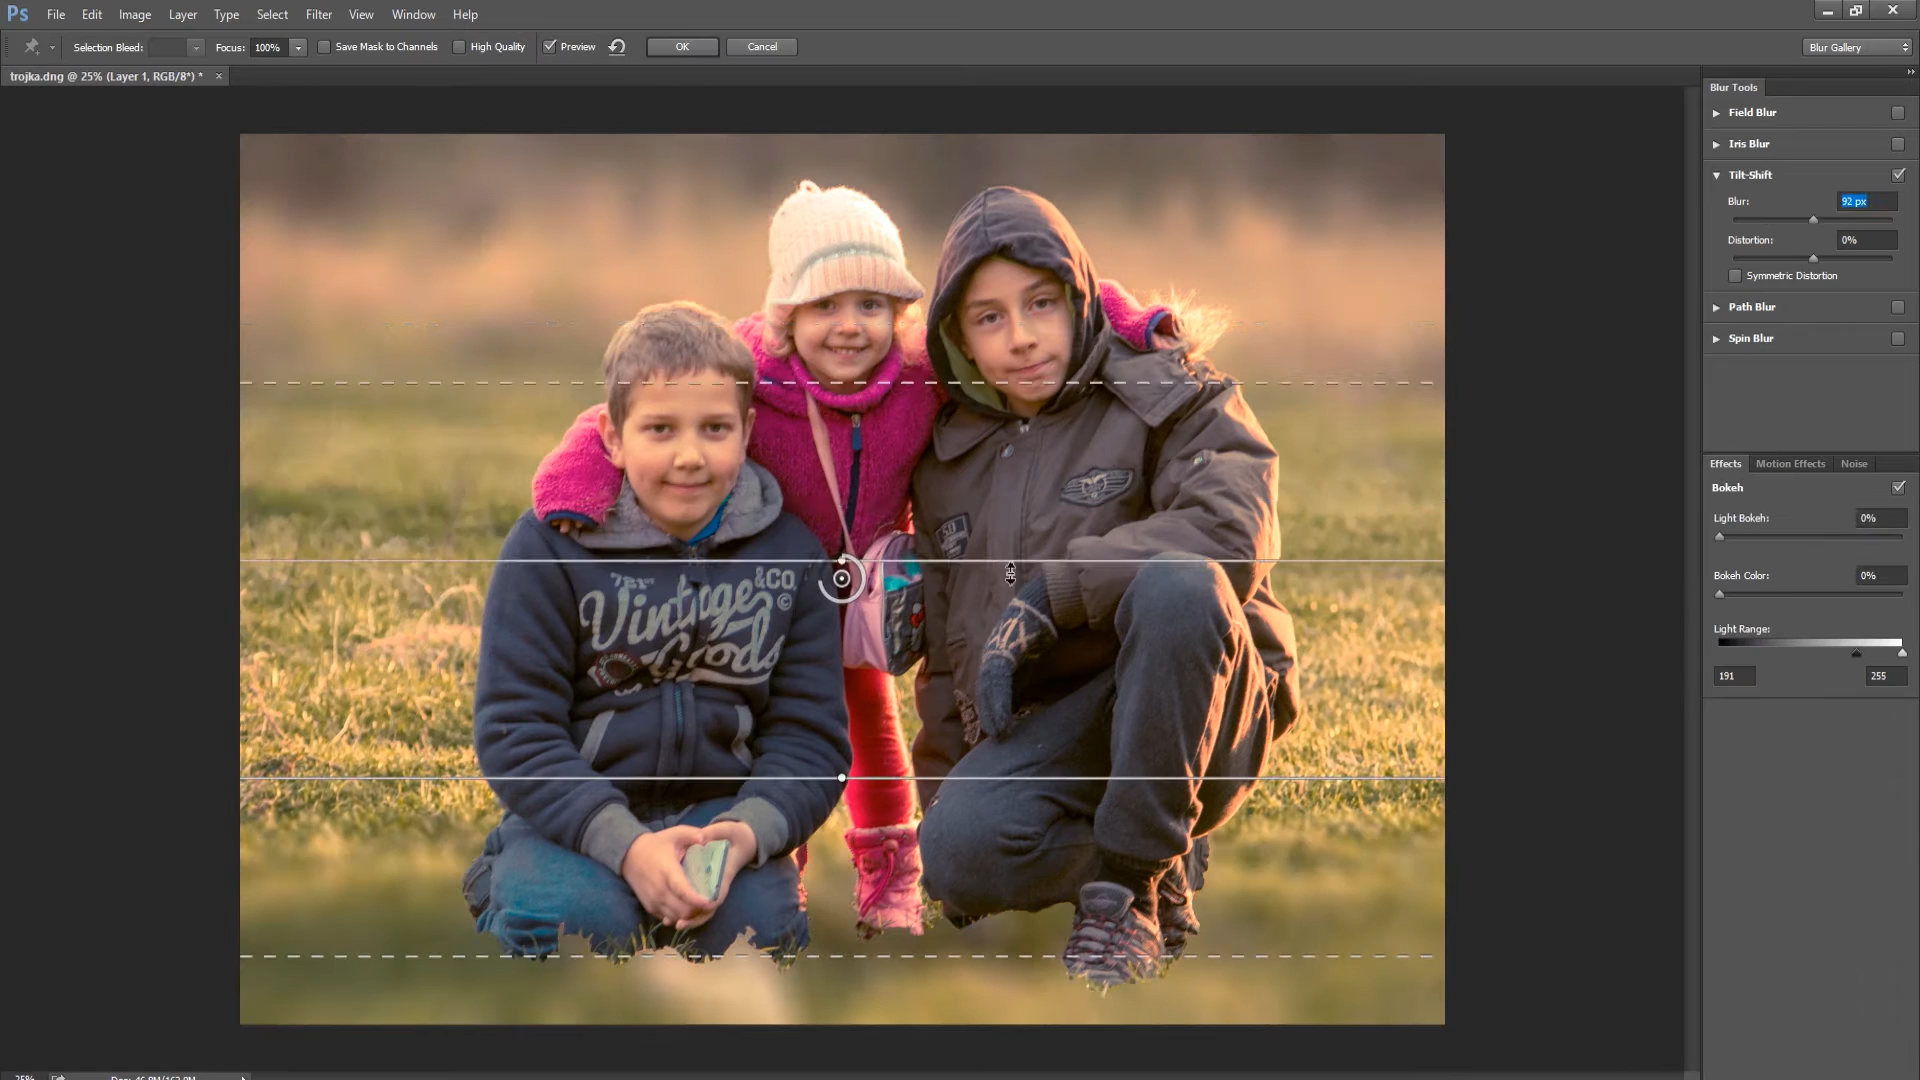 Ps File Edit Image Layer Type Select Filter View Window Help
Selection Bleed: Focus: 100% Save Mask to Channels High Quality Preview OK Cancel Blur Gallery
trojka.dng @ 25% (Layer 1, RGB/8*) * ×
Blur Tools
Field Blur
Iris Blur
Tilt-Shift
Blur: 92 px
Distortion: 0%
Symmetric Distortion
Path Blur
Spin Blur
Effects Motion Effects Noise
Bokeh
Light Bokeh: 0%
Bokeh Color: 0%
Light Range:
191 255
&CO.
Vintage ©
Goods